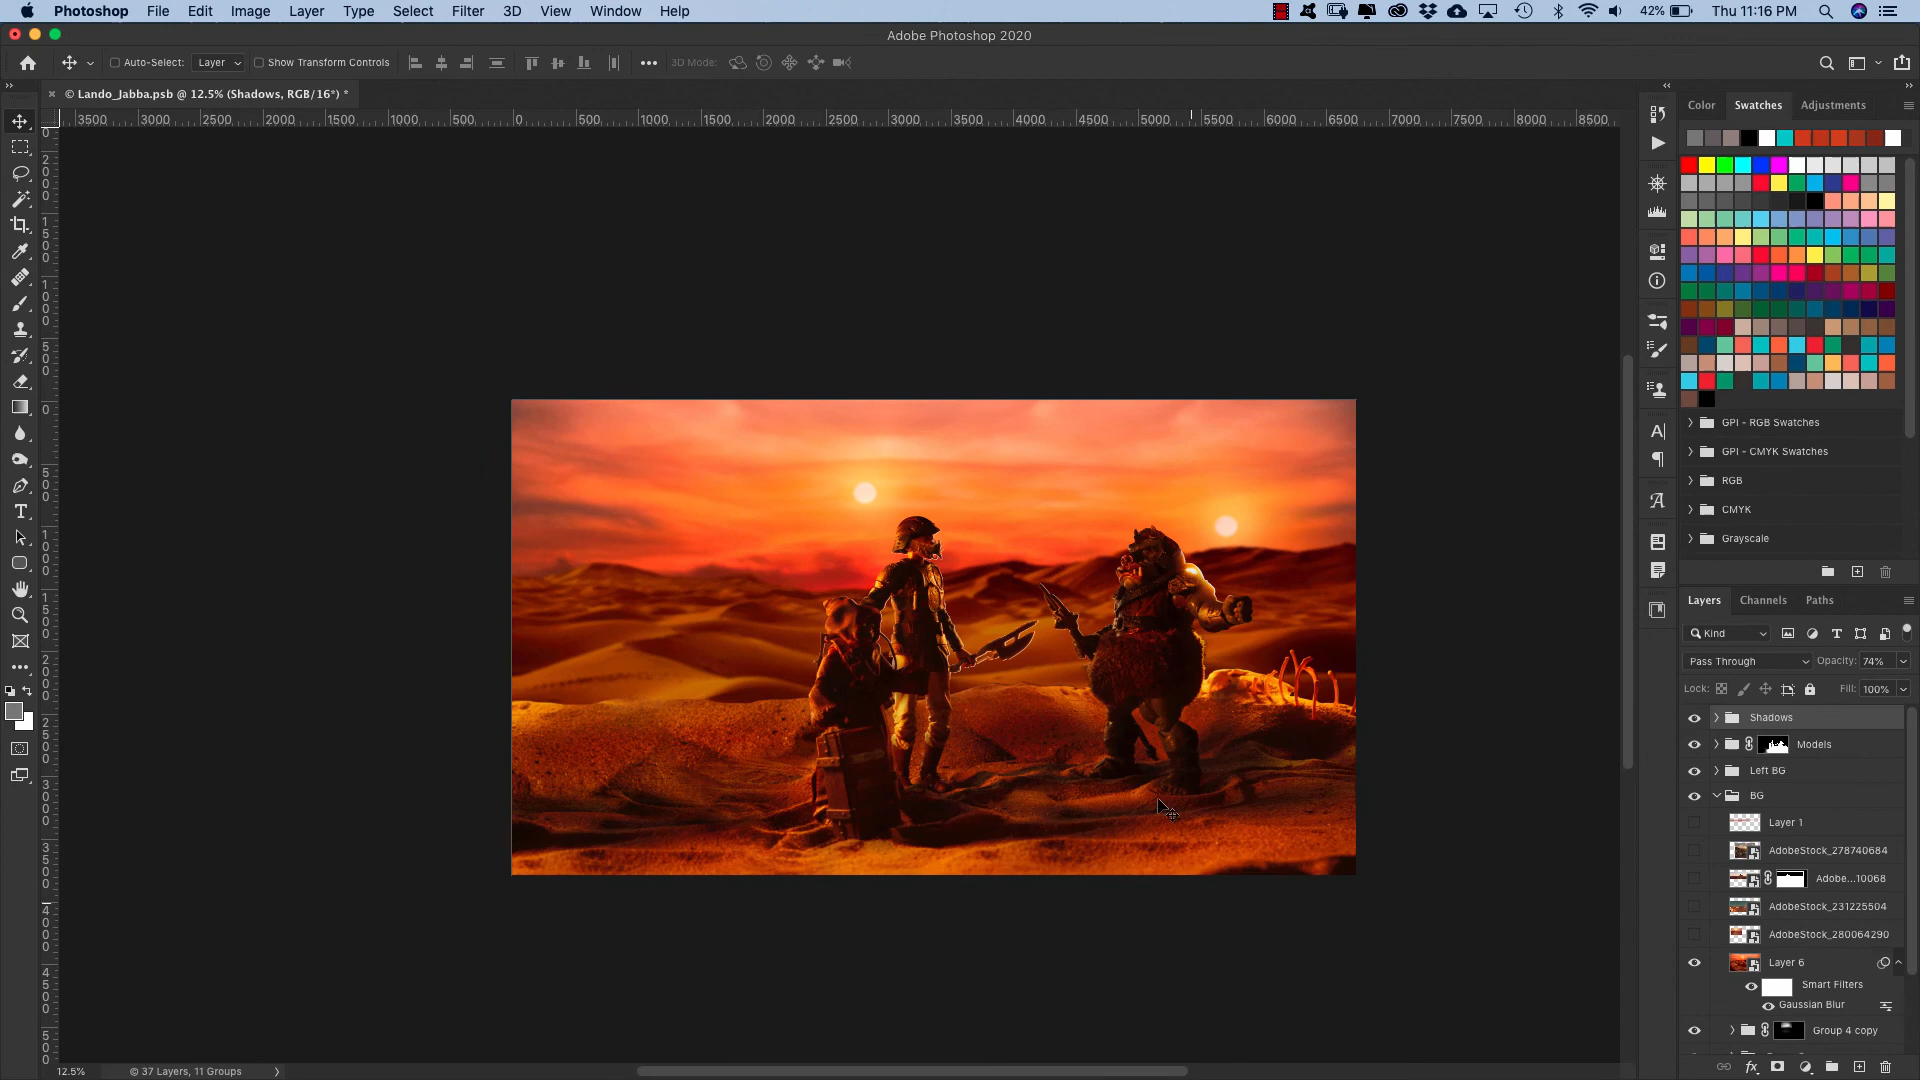 Photoshop File Edit Image Layer Type Select Filter 3D View Window Help 42% Thu 11:16 PM
Adobe Photoshop 2020
Auto-Select: Layer Show Transform Controls 3D Mode:
© Lando_Jabba.psb @ 12.5% (Shadows, RGB/16*) *
3500 3000 2500 2000 1500 1000 500 0 500 1000 1500 2000 2500 3000 3500 4000 4500 5000 5500 6000 6500 7000 7500 8000 8500
Color Swatches Adjustments
GPI - RGB Swatches
GPI - CMYK Swatches
RGB
CMYK
Grayscale
Layers Channels Paths
Kind
Pass Through Opacity: 74%
Lock: Fill: 100%
Shadows
Models
Left BG
BG
Layer 1
AdobeStock_278740684
Adobe...10068
AdobeStock_231225504
AdobeStock_280064290
Layer 6
Smart Filters
Gaussian Blur
Group 4 copy
12.5% © 37 Layers, 11 Groups